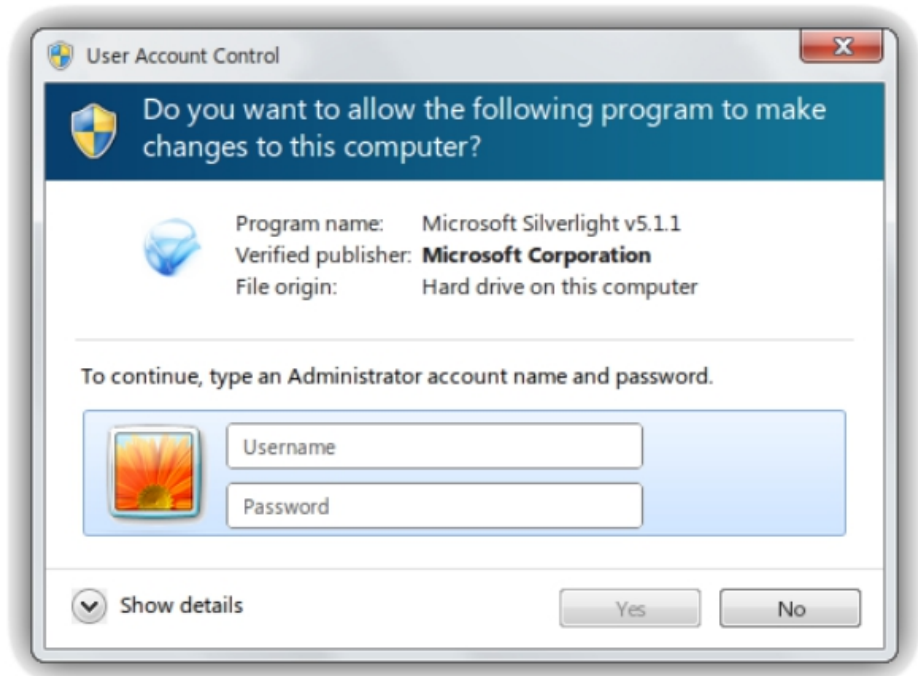 User Account Control
Do you want to allow the following program to make
changes to this computer?
Program name: Microsoft Silverlight v5.1.1
Verified publisher: Microsoft Corporation
File origin: Hard drive on this computer
To continue, type an Administrator account name and password.
Username
Password
Show details
Yes
No